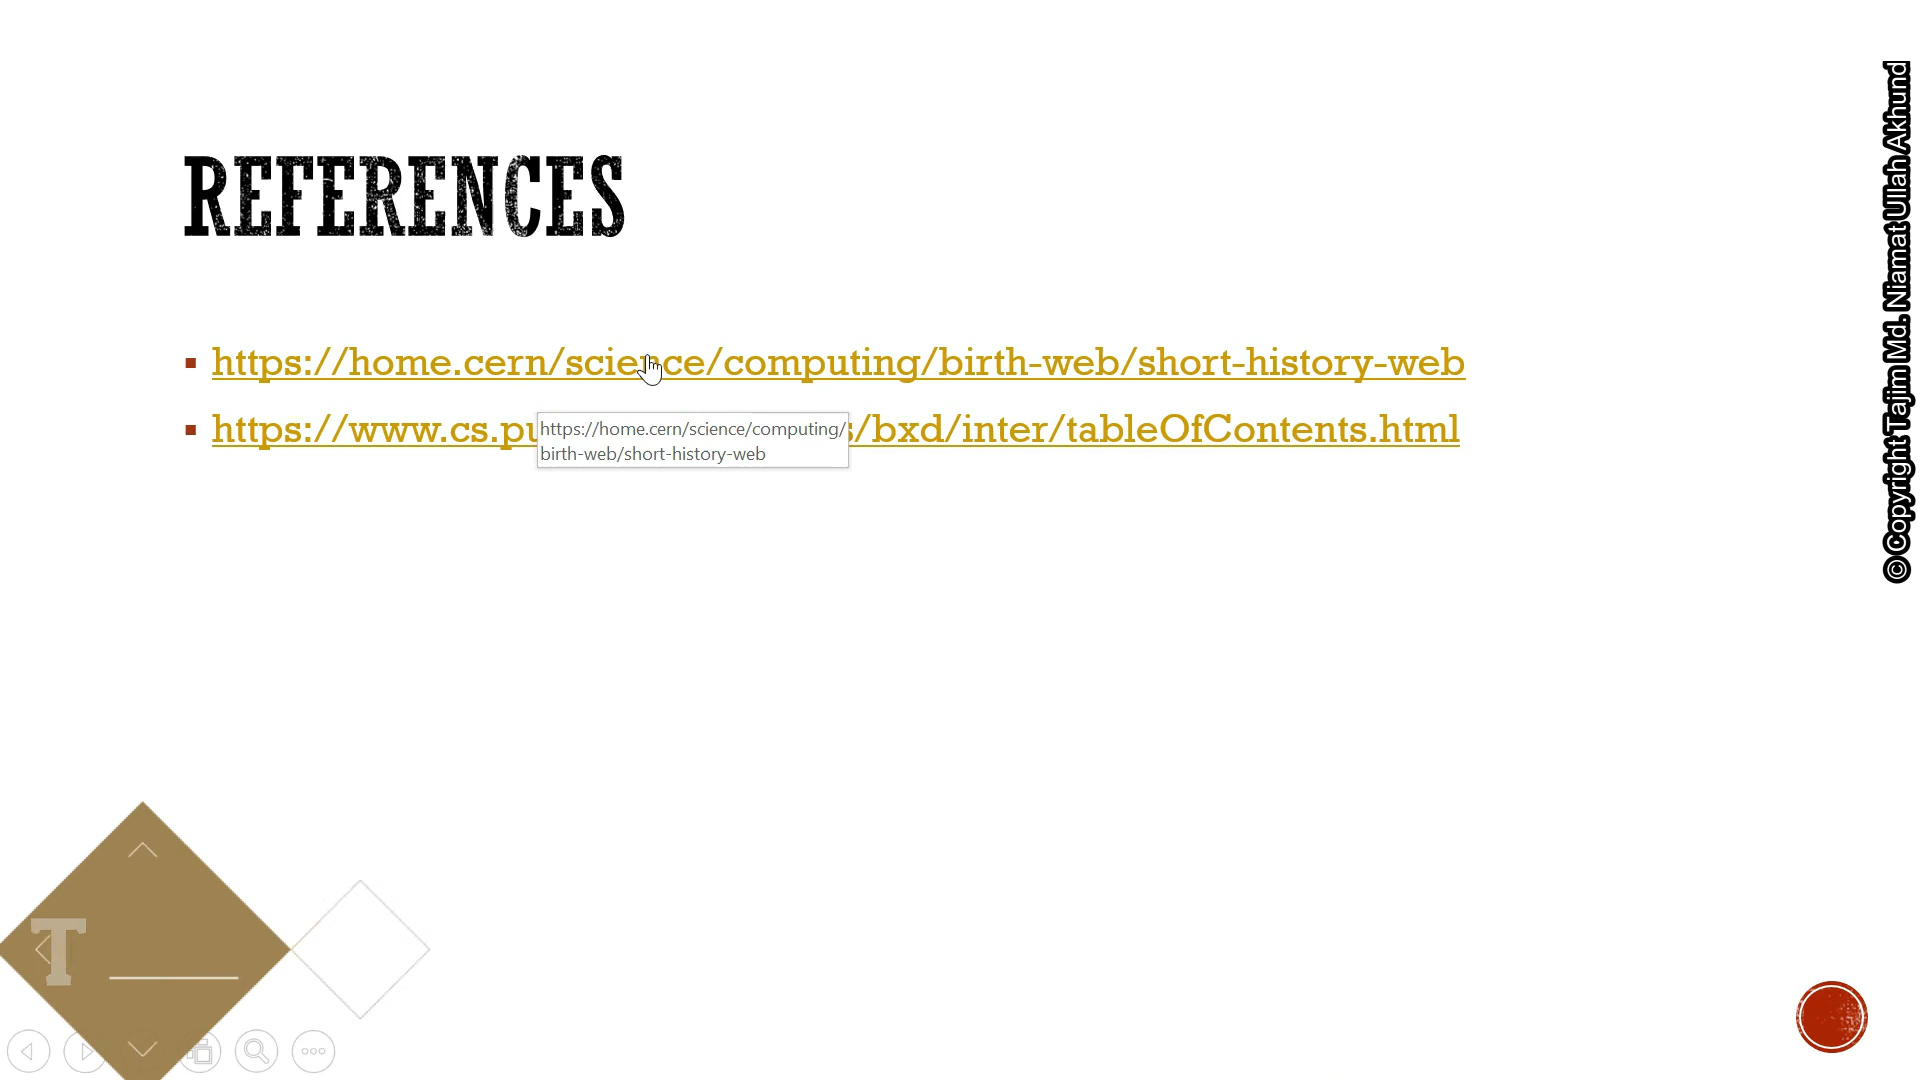 REFERENCES
https://home.cern/science/computing/birth-web/short-history-web
https://www.cs.pu s/bxd/inter/tableOfContents.html
https://home.cern/science/computing/
birth-web/short-history-web
T
© Copyright Tajim Md. Niamat Ullah Akhund